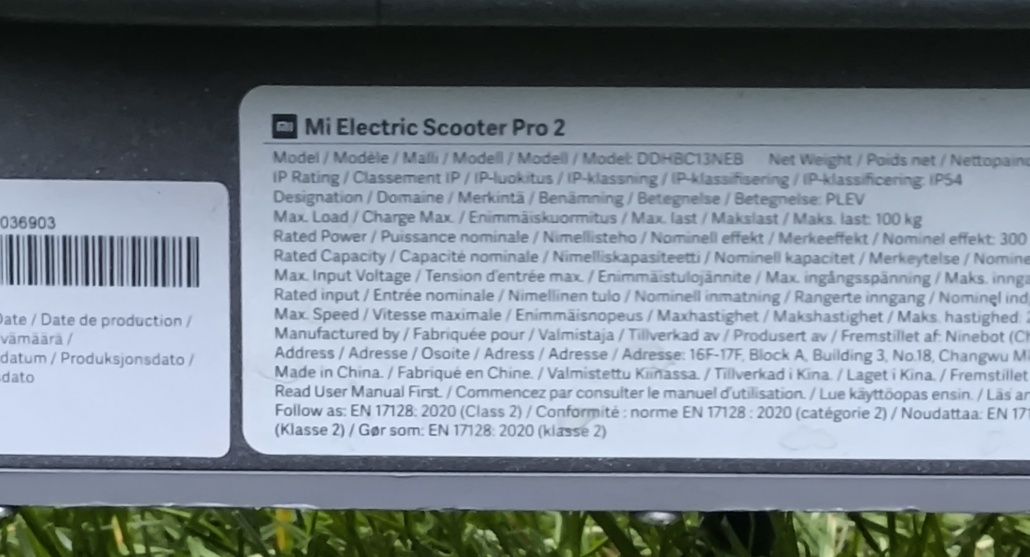 036903
Date / Date de production /
vämäärä /
datum / Produksjonsdato /
dato
mi Mi Electric Scooter Pro 2
Model / Modèle / Malli / Modell / Modell / Model: DDHBC13NEB Net Weight / Poids net / Nettopaino
IP Rating / Classement IP / IP-luokitus / IP-klassning / IP-klassifisering / IP-klassificering: IP54
Designation / Domaine / Merkintä / Benämning / Betegnelse / Betegnelse: PLEV
Max. Load / Charge Max. / Enimmäiskuormitus / Max. last / Makslast / Maks. last: 100 kg
Rated Power / Puissance nominale / Nimellisteho / Nominell effekt / Merkeeffekt / Nominel effekt: 300
Rated Capacity / Capacité nominale / Nimelliskapasiteetti / Nominell kapacitet / Merkeytelse / Nomine
Max. Input Voltage / Tension d'entrée max. / Enimmäistulojännite / Max. ingångsspänning / Maks. innga
Rated input / Entrée nominale / Nimellinen tulo / Nominell inmatning / Rangerte inngang / Nominel ind
Max. Speed / Vitesse maximale / Enimmäisnopeus / Maxhastighet / Makshastighet / Maks. hastighed: 2
Manufactured by / Fabriquée pour / Valmistaja / Tillverkad av / Produsert av / Fremstillet af: Ninebot (Ch
Address / Adresse / Osoite / Adress / Adresse / Adresse: 16F-17F, Block A, Building 3, No.18, Changwu Mi
Made in China. / Fabriqué en Chine. / Valmistettu Kiinassa. / Tillverkad i Kina. / Laget i Kina. / Fremstillet
Read User Manual First. / Commencez par consulter le manuel d'utilisation. / Lue käyttöopas ensin. / Läs an
Follow as: EN 17128: 2020 (Class 2) / Conformité : norme EN 17128 : 2020 (catégorie 2) / Noudattaa: EN 171
(Klasse 2) / Gør som: EN 17128: 2020 (klasse 2)